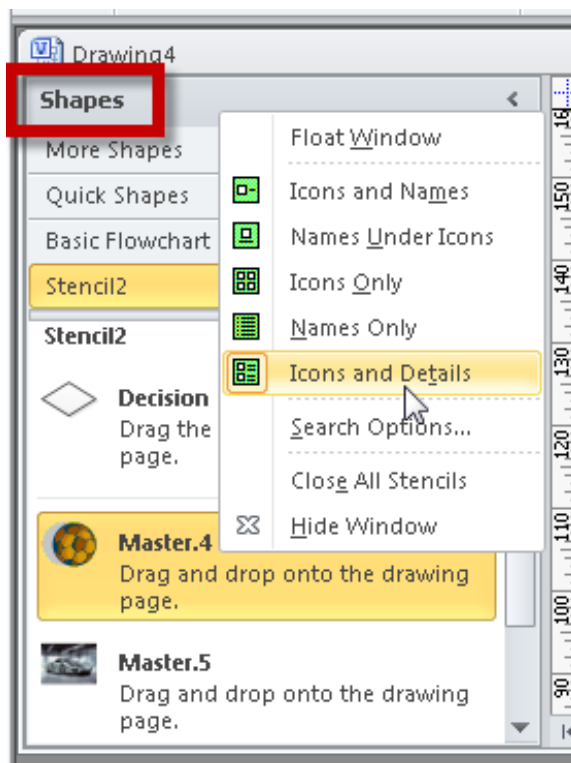 Drawing4
Shapes
More Shapes
Quick Shapes
Basic Flowchart
Stencil2
Float Window
Icons and Names
Names Under Icons
Icons Only
Names Only
Icons and Details
Search Options...
Close All Stencils
Hide Window
Stencil2
Decision
Drag the
page.
Master.4
Drag and drop onto the drawing
page.
Master.5
Drag and drop onto the drawing
page.
150
140
130
120
110
100
90